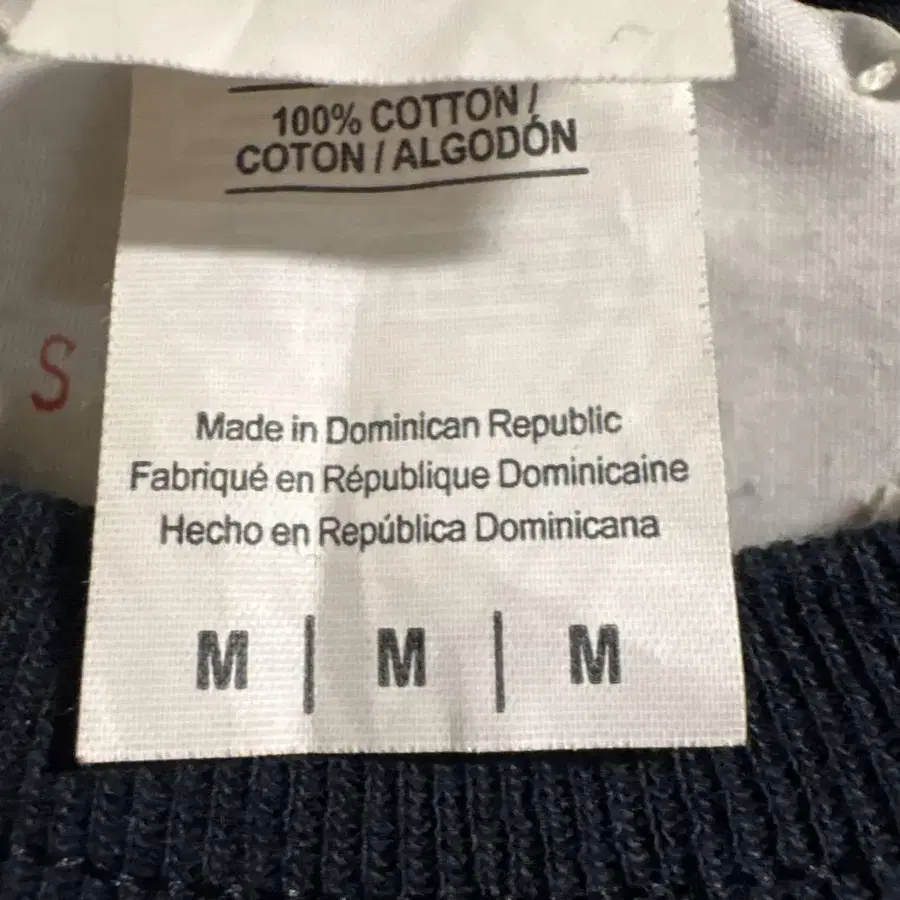 100% COTTON /
COTON / ALGODÓN
S
Made in Dominican Republic
Fabriqué en République Dominicaine
Hecho en República Dominicana
M | M | M